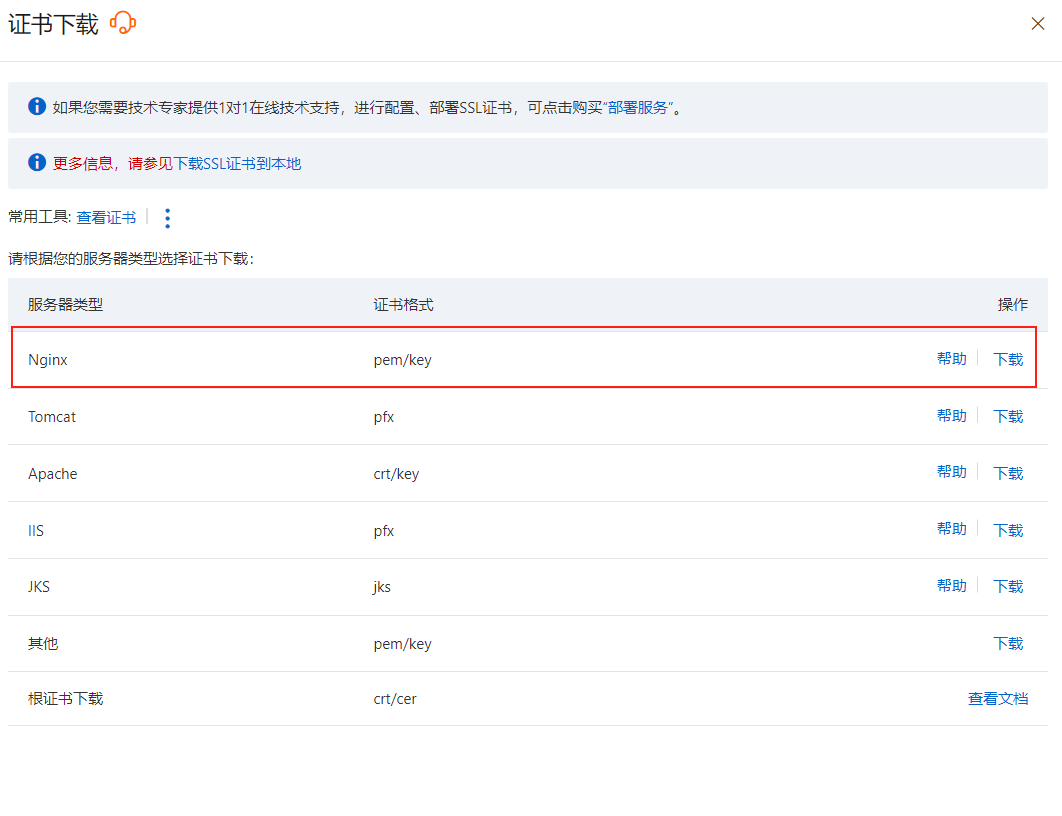 证书下载
如果您需要技术专家提供1对1在线技术支持，进行配置、部署SSL证书，可点击购买“部署服务”。
更多信息，请参见下载SSL证书到本地
常用工具: 查看证书
请根据您的服务器类型选择证书下载：
服务器类型 证书格式 操作
Nginx pem/key 帮助 下载
Tomcat pfx 帮助 下载
Apache crt/key 帮助 下载
IIS pfx 帮助 下载
JKS jks 帮助 下载
其他 pem/key 下载
根证书下载 crt/cer 查看文档